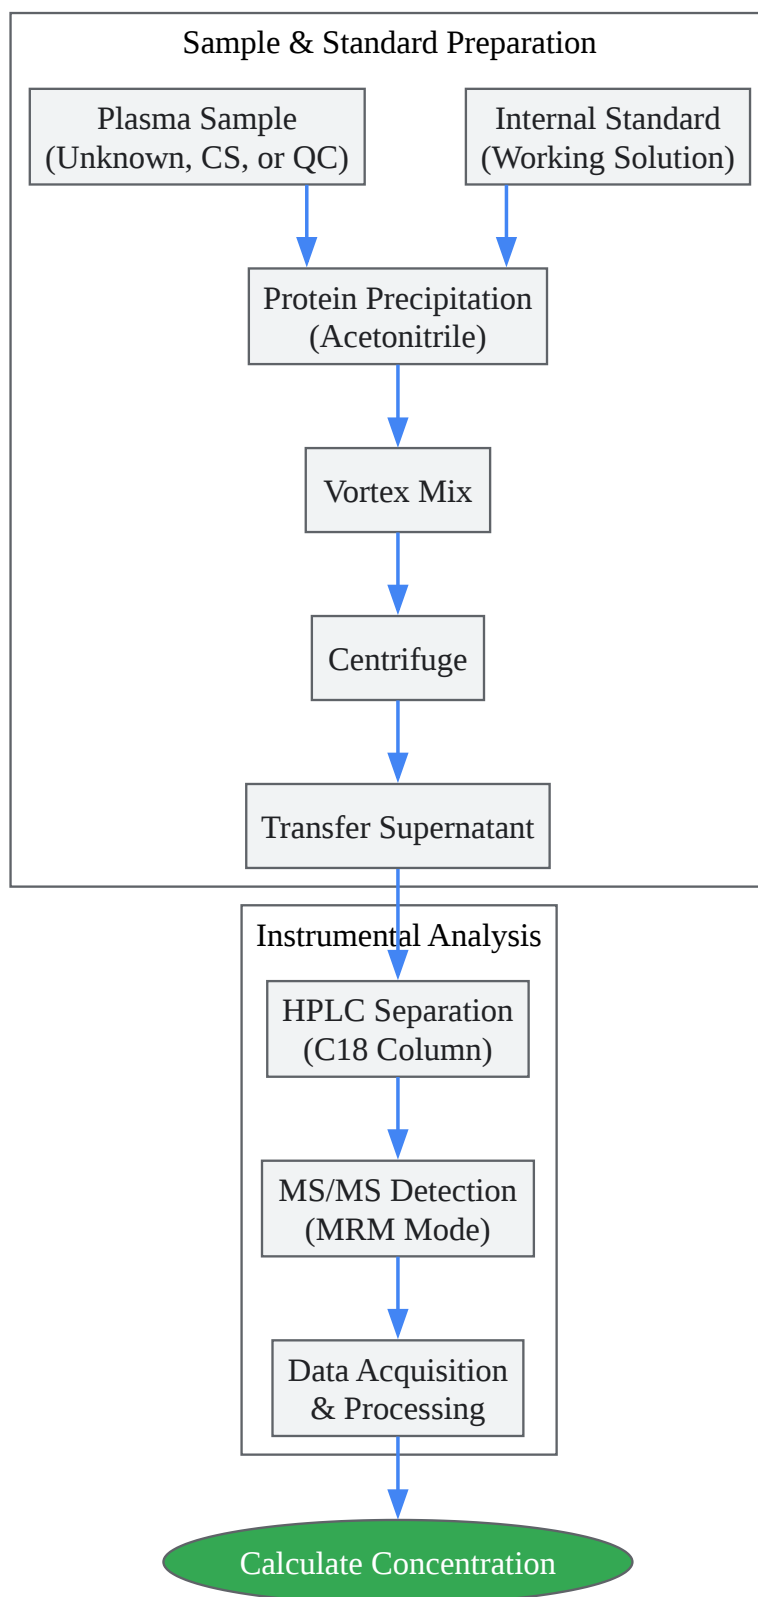 Sample & Standard Preparation
Plasma Sample
(Unknown, CS, or QC)
Internal Standard
(Working Solution)
Protein Precipitation
(Acetonitrile)
Vortex Mix
Centrifuge
Transfer Supernatant
Instrumental Analysis
HPLC Separation
(C18 Column)
MS/MS Detection
(MRM Mode)
Data Acquisition
& Processing
Calculate Concentration